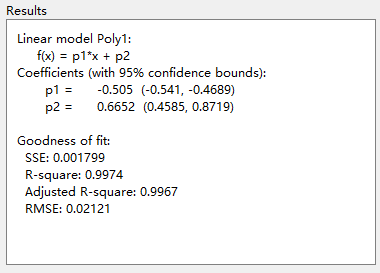 Results
Linear model Poly1:
f(x) = p1*x + p2
Coefficients (with 95% confidence bounds):
p1 = -0.505 (-0.541, -0.4689)
p2 = 0.6652 (0.4585, 0.8719)
Goodness of fit:
SSE: 0.001799
R-square: 0.9974
Adjusted R-square: 0.9967
RMSE: 0.02121